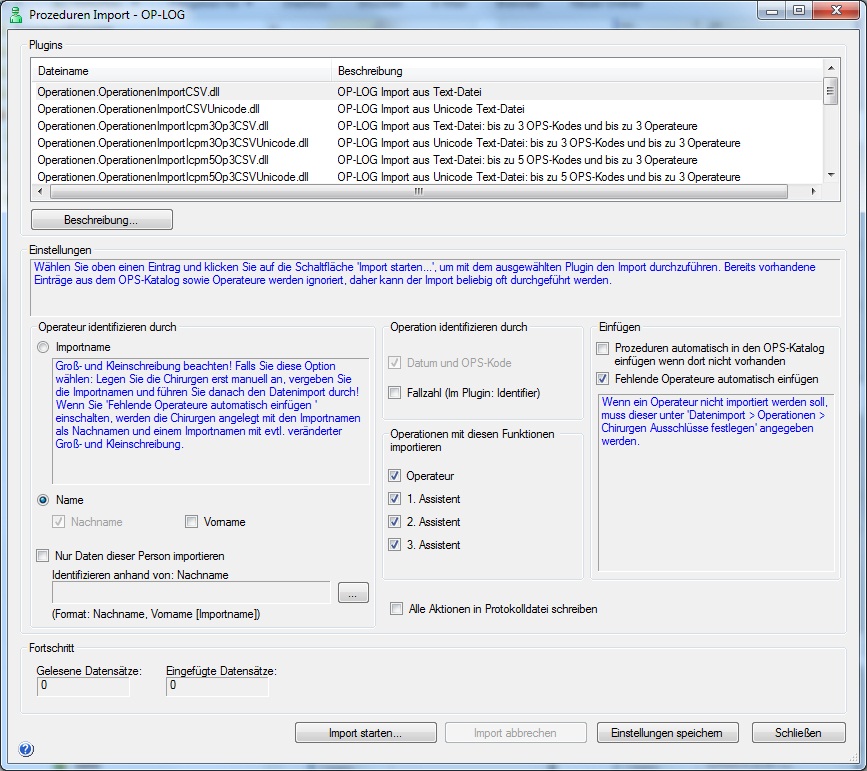 Prozeduren Import - OP-LOG
Plugins
Dateiname Beschreibung
Operationen.OperationenImportCSV.dll OP-LOG Import aus Text-Datei
Operationen.OperationenImportCSVUnicode.dll OP-LOG Import aus Unicode Text-Datei
Operationen.OperationenImportIcpm3Op3CSV.dll OP-LOG Import aus Text-Datei: bis zu 3 OPS-Kodes und bis zu 3 Operateure
Operationen.OperationenImportIcpm3Op3CSVUnicode.dll OP-LOG Import aus Unicode Text-Datei: bis zu 3 OPS-Kodes und bis zu 3 Operateure
Operationen.OperationenImportIcpm5Op3CSV.dll OP-LOG Import aus Text-Datei: bis zu 5 OPS-Kodes und bis zu 3 Operateure
Operationen.OperationenImportIcpm5Op3CSVUnicode.dll OP-LOG Import aus Unicode Text-Datei: bis zu 5 OPS-Kodes und bis zu 3 Operateure
Beschreibung...
Einstellungen
Wählen Sie oben einen Eintrag und klicken Sie auf die Schaltfläche 'Import starten...', um mit dem ausgewählten Plugin den Import durchzuführen. Bereits vorhandene
Einträge aus dem OPS-Katalog sowie Operateure werden ignoriert, daher kann der Import beliebig oft durchgeführt werden.
Operateur identifizieren durch
Importname
Groß- und Kleinschreibung beachten! Falls Sie diese Option
wählen: Legen Sie die Chirurgen erst manuell an, vergeben Sie
die Importnamen und führen Sie danach den Datenimport durch!
Wenn Sie 'Fehlende Operateure automatisch einfügen '
einschalten, werden die Chirurgen angelegt mit den Importnamen
als Nachnamen und einem Importnamen mit evtl. veränderter
Groß- und Kleinschreibung.
Name
Nachname Vorname
Nur Daten dieser Person importieren
Identifizieren anhand von: Nachname
...
(Format: Nachname, Vorname [Importname])
Operation identifizieren durch
Datum und OPS-Kode
Fallzahl (Im Plugin: Identifier)
Operationen mit diesen Funktionen
importieren
Operateur
1. Assistent
2. Assistent
3. Assistent
Alle Aktionen in Protokolldatei schreiben
Einfügen
Prozeduren automatisch in den OPS-Katalog
einfügen wenn dort nicht vorhanden
Fehlende Operateure automatisch einfügen
Wenn ein Operateur nicht importiert werden soll,
muss dieser unter 'Datenimport > Operationen >
Chirurgen Ausschlüsse festlegen' angegeben
werden.
Fortschritt
Gelesene Datensätze: Eingefügte Datensätze:
0 0
Import starten... Import abbrechen Einstellungen speichern Schließen
?